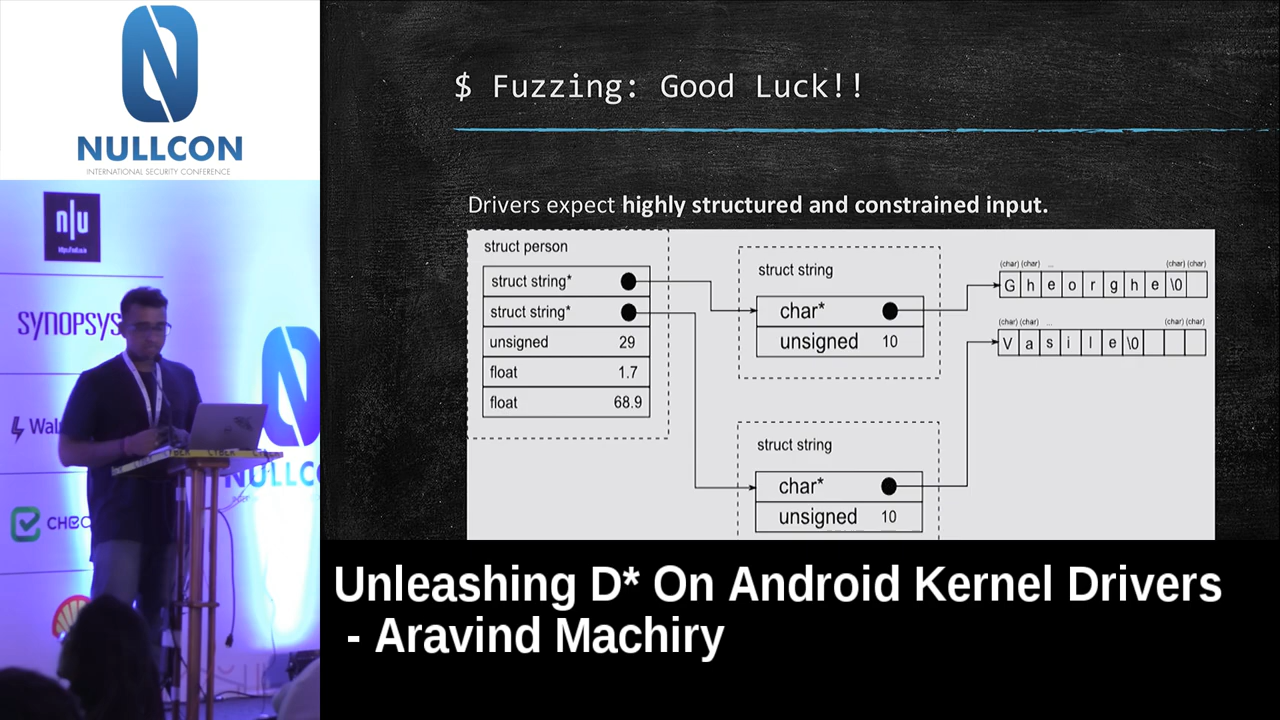 NULLCON
INTERNATIONAL SECURITY CONFERENCE
n|u
SYNOPSYS
NULLC
$ Fuzzing: Good Luck!!
Drivers expect highly structured and constrained input.
struct person
struct string*
struct string*
unsigned 29
float 1.7
float 68.9
struct string
char*
unsigned 10
struct string
char*
unsigned 10
(char) (char) ... (char) (char)
G h e o r g h e \0
(char) (char) ... (char) (char)
V a s i l e \0
Unleashing D* On Android Kernel Drivers
- Aravind Machiry